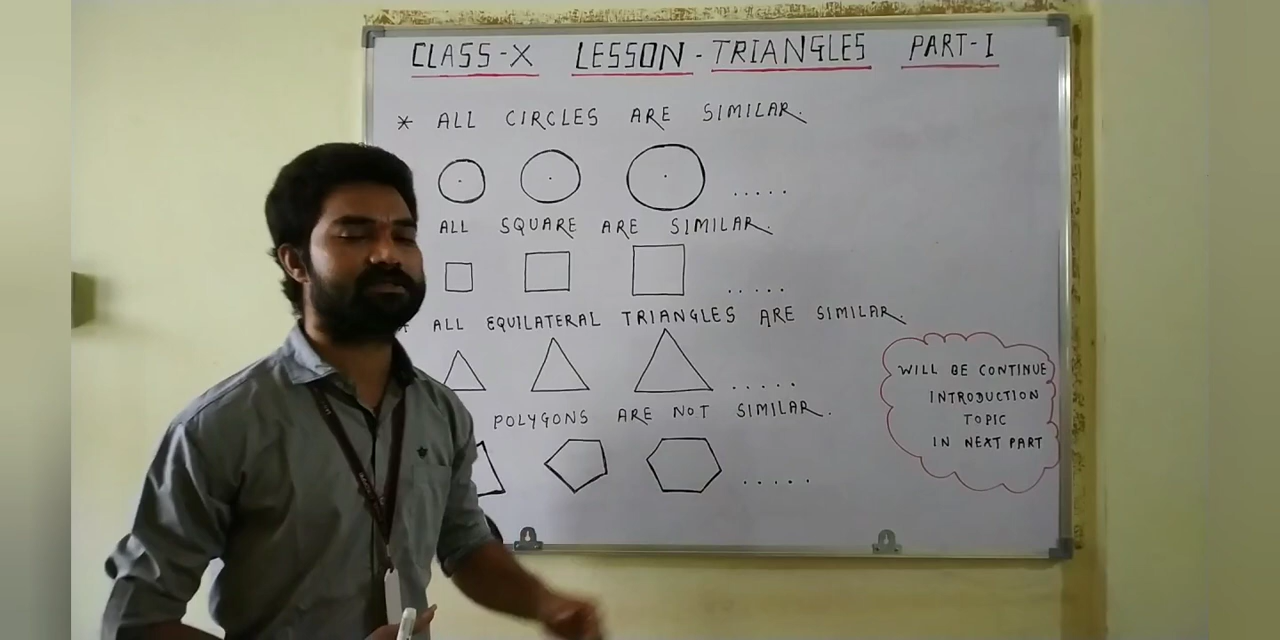 CLASS-X LESSON-TRIANGLES PART-I
* ALL CIRCLES ARE SIMILAR.
.....
ALL SQUARE ARE SIMILAR.
.....
* ALL EQUILATERAL TRIANGLES ARE SIMILAR.
.....
POLYGONS ARE NOT SIMILAR.
.....
WILL BE CONTINUE
INTRODUCTION
TOPIC
IN NEXT PART